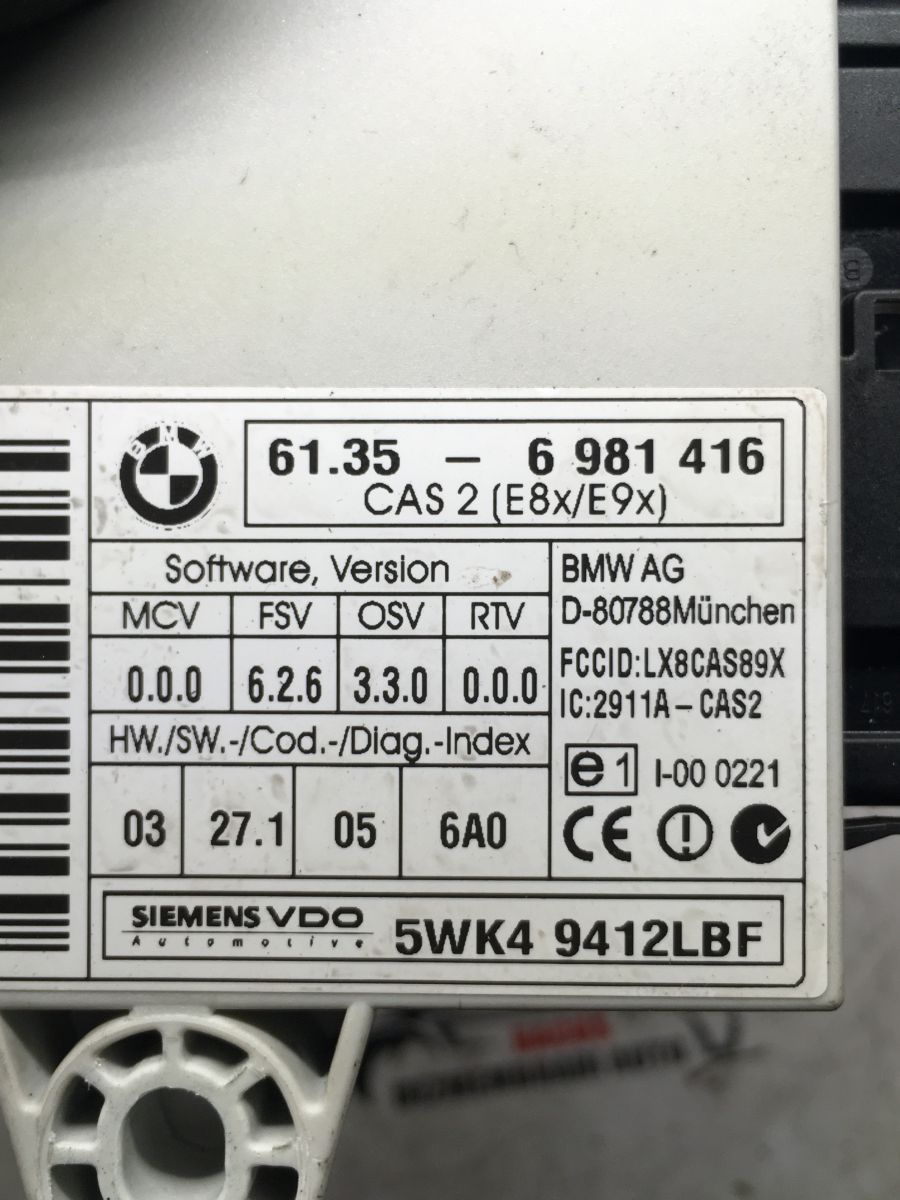 BMW
61.35 – 6 981 416
CAS 2 (E8x/E9x)
Software, Version
MCV FSV OSV RTV
0.0.0 6.2.6 3.3.0 0.0.0
HW./SW.-/Cod.-/Diag.-Index
03 27.1 05 6A0
BMW AG
D-80788München
FCCID:LX8CAS89X
IC:2911A – CAS2
e1 I-00 0221
CE
SIEMENS VDO
Automotive
5WK4 9412LBF